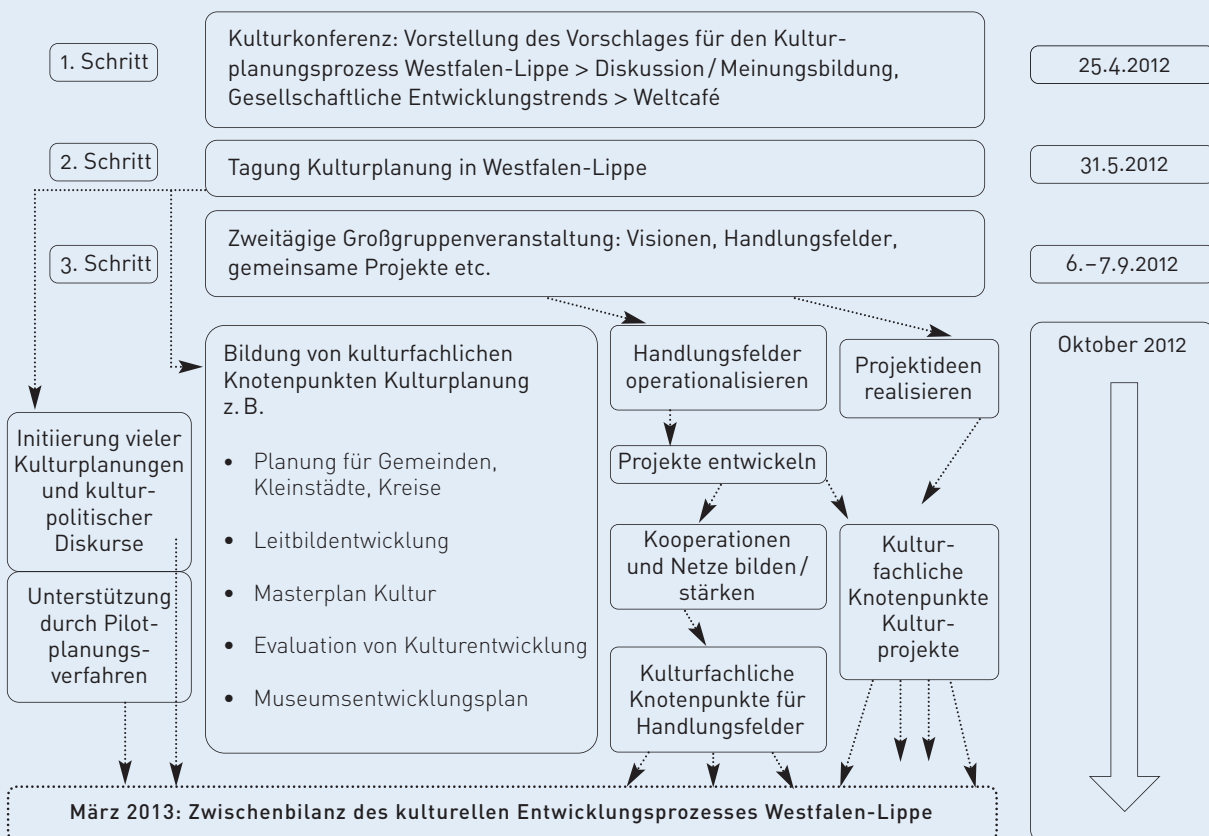 1. Schritt
Kulturkonferenz: Vorstellung des Vorschlages für den Kultur-
planungsprozess Westfalen-Lippe > Diskussion / Meinungsbildung,
Gesellschaftliche Entwicklungstrends > Weltcafé
25.4.2012
2. Schritt
Tagung Kulturplanung in Westfalen-Lippe
31.5.2012
3. Schritt
Zweitägige Großgruppenveranstaltung: Visionen, Handlungsfelder,
gemeinsame Projekte etc.
6.–7.9.2012
Initiierung vieler
Kulturplanungen
und kultur-
politischer
Diskurse
Unterstützung
durch Pilot-
planungs-
verfahren
Bildung von kulturfachlichen
Knotenpunkten Kulturplanung
z. B.
• Planung für Gemeinden,
Kleinstädte, Kreise
• Leitbildentwicklung
• Masterplan Kultur
• Evaluation von Kulturentwicklung
• Museumsentwicklungsplan
Handlungsfelder
operationalisieren
Projekte entwickeln
Kooperationen
und Netze bilden /
stärken
Kulturfachliche
Knotenpunkte für
Handlungsfelder
Projektideen
realisieren
Kultur-
fachliche
Knotenpunkte
Kultur-
projekte
Oktober 2012
März 2013: Zwischenbilanz des kulturellen Entwicklungsprozesses Westfalen-Lippe